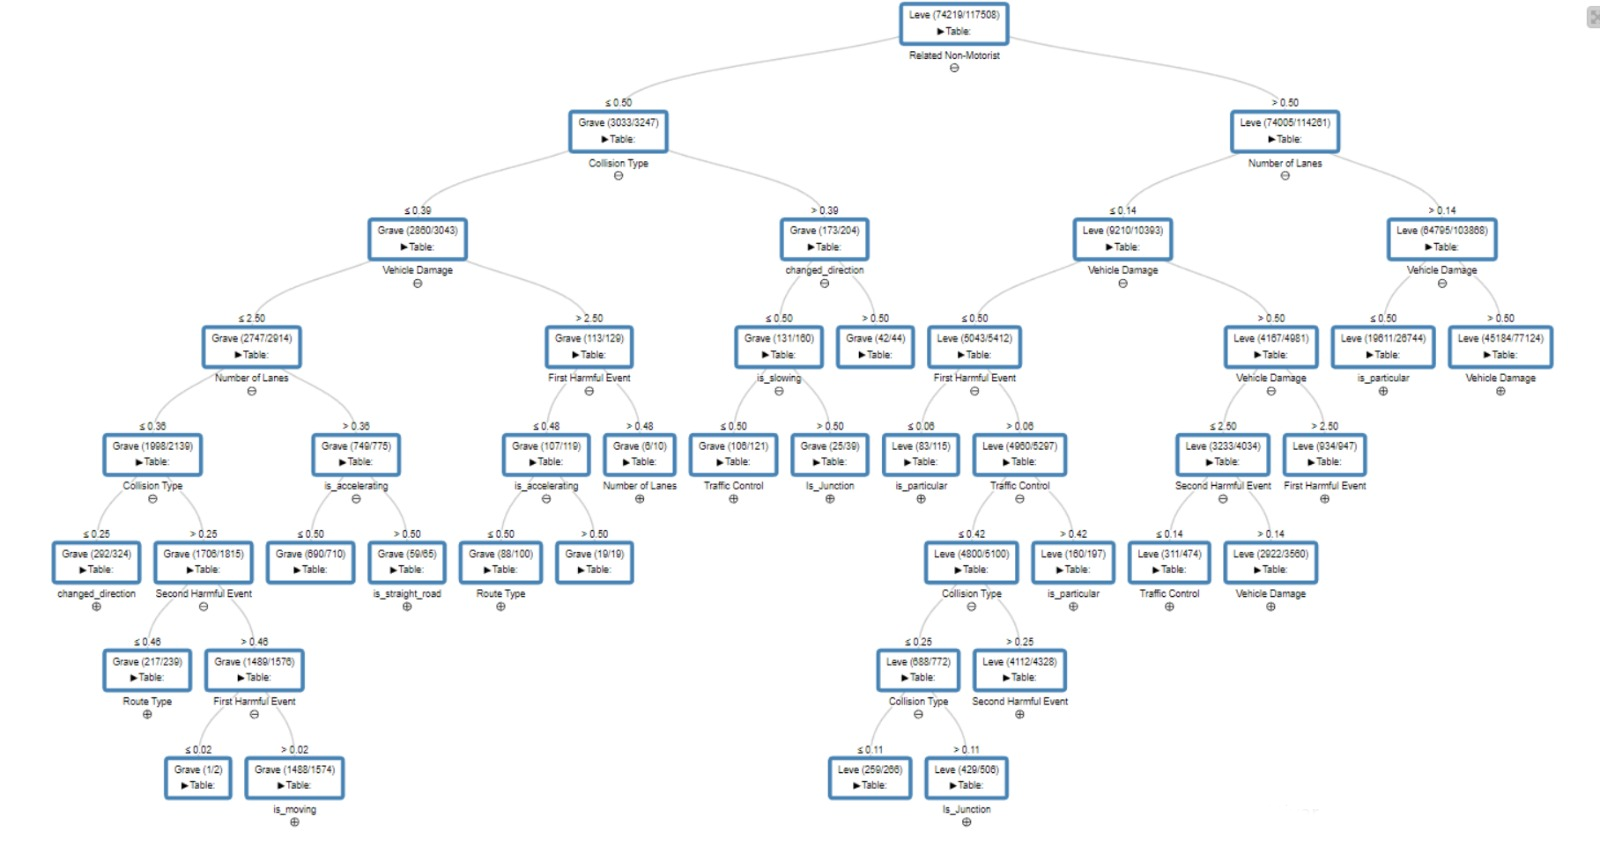 Leve (74219/117508)
▶Table:
Related Non-Motorist
≤ 0.50
> 0.50
Grave (3033/3247)
▶Table:
Collision Type
Leve (74005/114261)
▶Table:
Number of Lanes
≤ 0.39
> 0.39
≤ 0.14
> 0.14
Grave (2860/3043)
▶Table:
Vehicle Damage
Grave (173/204)
▶Table:
changed_direction
Leve (9210/10393)
▶Table:
Vehicle Damage
Leve (64795/103868)
▶Table:
Vehicle Damage
≤ 2.50
> 2.50
≤ 0.50
> 0.50
≤ 0.50
> 0.50
≤ 0.50
> 0.50
Grave (2747/2914)
▶Table:
Number of Lanes
Grave (113/129)
▶Table:
First Harmful Event
Grave (131/160)
▶Table:
is_slowing
Grave (42/44)
▶Table:
Leve (5043/5412)
▶Table:
First Harmful Event
Leve (4167/4981)
▶Table:
Vehicle Damage
Leve (19611/26744)
▶Table:
is_particular
Leve (45184/77124)
▶Table:
Vehicle Damage
≤ 0.36
> 0.36
≤ 0.48
> 0.48
≤ 0.50
> 0.50
≤ 0.06
> 0.06
≤ 2.50
> 2.50
Grave (1998/2139)
▶Table:
Collision Type
Grave (749/775)
▶Table:
is_accelerating
Grave (107/119)
▶Table:
is_accelerating
Grave (6/10)
▶Table:
Number of Lanes
Grave (106/121)
▶Table:
Traffic Control
Grave (25/39)
▶Table:
Is_Junction
Leve (83/115)
▶Table:
is_particular
Leve (4960/5297)
▶Table:
Traffic Control
Leve (3233/4034)
▶Table:
Second Harmful Event
Leve (934/947)
▶Table:
First Harmful Event
≤ 0.25
> 0.25
≤ 0.50
> 0.50
≤ 0.50
> 0.50
≤ 0.42
> 0.42
≤ 0.14
> 0.14
Grave (292/324)
▶Table:
changed_direction
Grave (1706/1815)
▶Table:
Second Harmful Event
Grave (690/710)
▶Table:
Grave (59/65)
▶Table:
is_straight_road
Grave (88/100)
▶Table:
Route Type
Grave (19/19)
▶Table:
Leve (4800/5100)
▶Table:
Collision Type
Leve (160/197)
▶Table:
is_particular
Leve (311/474)
▶Table:
Traffic Control
Leve (2922/3560)
▶Table:
Vehicle Damage
≤ 0.46
> 0.46
≤ 0.25
> 0.25
Grave (217/239)
▶Table:
Route Type
Grave (1489/1576)
▶Table:
First Harmful Event
Leve (688/772)
▶Table:
Collision Type
Leve (4112/4328)
▶Table:
Second Harmful Event
≤ 0.02
> 0.02
≤ 0.11
> 0.11
Grave (1/2)
▶Table:
Grave (1488/1574)
▶Table:
is_moving
Leve (259/266)
▶Table:
Leve (429/506)
▶Table:
Is_Junction